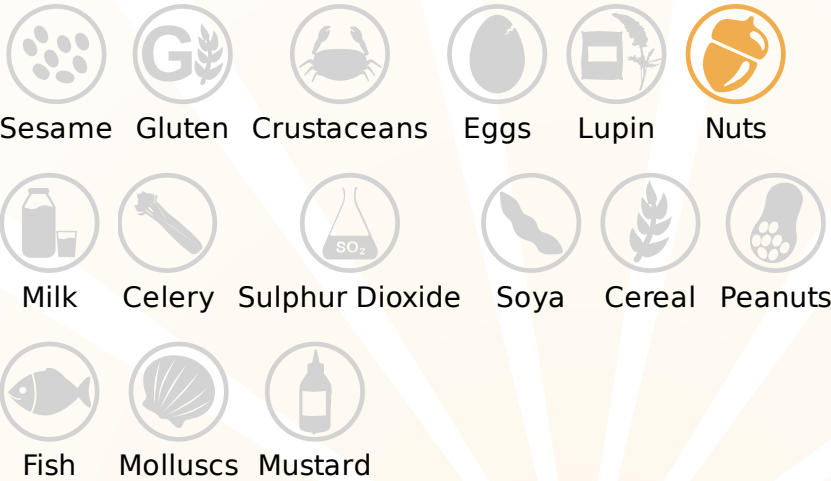 G
Sesame Gluten Crustaceans Eggs Lupin Nuts
SO₂
Milk Celery Sulphur Dioxide Soya Cereal Peanuts
Fish Molluscs Mustard